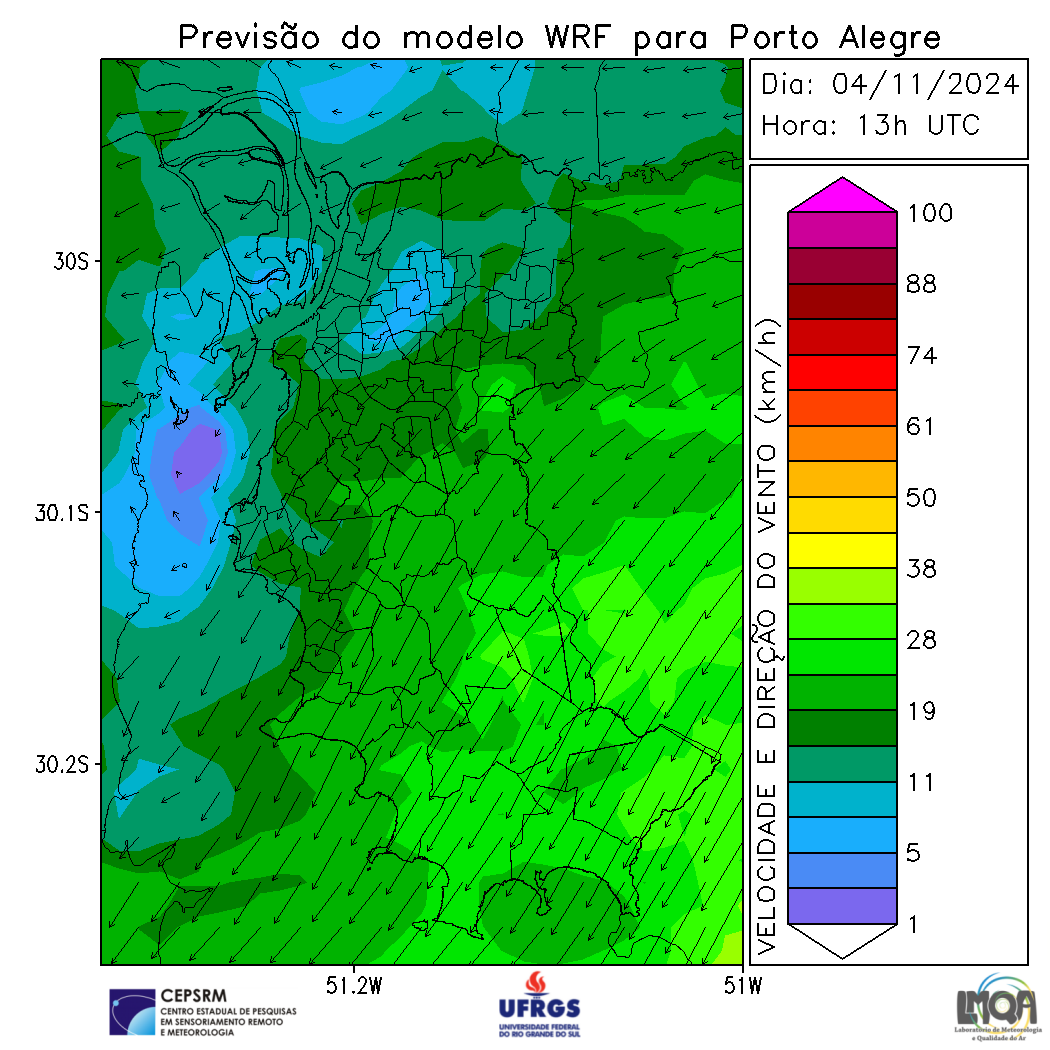 Previsão do modelo WRF para Porto Alegre
Dia: 04/11/2024
Hora: 13h UTC
30S
30.1S
30.2S
51.2W
51W
VELOCIDADE E DIREÇÃO DO VENTO (km/h)
100
88
74
61
50
38
28
19
11
5
1
CEPSRM
CENTRO ESTADUAL DE PESQUISAS
EM SENSORIAMENTO REMOTO
E METEOROLOGIA
UFRGS
UNIVERSIDADE FEDERAL
DO RIO GRANDE DO SUL
LMQA
Laboratório de Meteorologia
e Qualidade do Ar